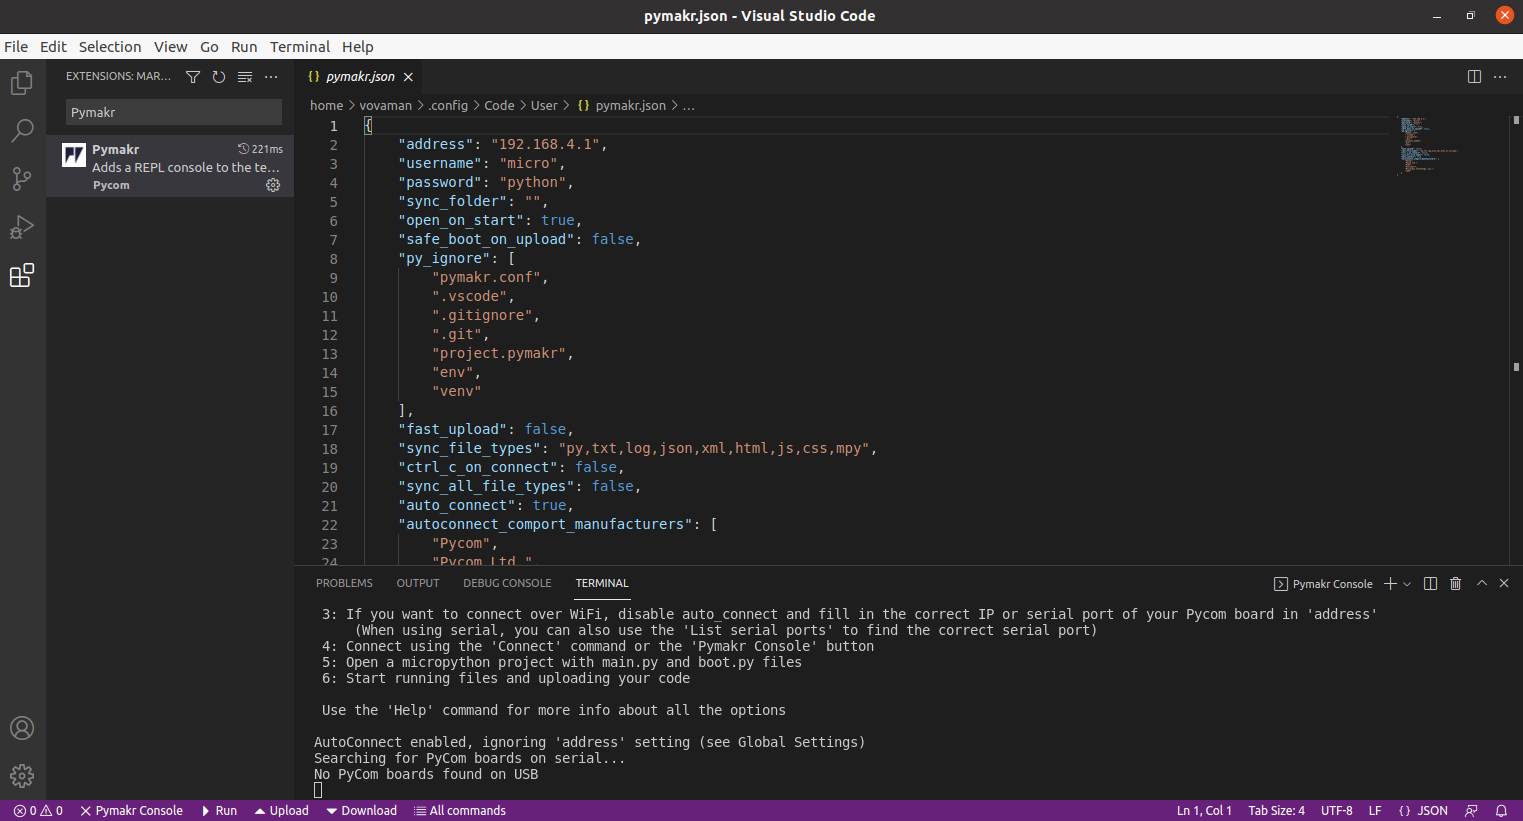 pymakr.json - Visual Studio Code
File Edit Selection View Go Run Terminal Help
EXTENSIONS: MAR...
Pymakr
Pymakr 221ms
Adds a REPL console to the te...
Pycom
{} pymakr.json
home > vovaman > .config > Code > User > {} pymakr.json > ...
1 {
2 "address": "192.168.4.1",
3 "username": "micro",
4 "password": "python",
5 "sync_folder": "",
6 "open_on_start": true,
7 "safe_boot_on_upload": false,
8 "py_ignore": [
9 "pymakr.conf",
10 ".vscode",
11 ".gitignore",
12 ".git",
13 "project.pymakr",
14 "env",
15 "venv"
16 ],
17 "fast_upload": false,
18 "sync_file_types": "py,txt,log,json,xml,html,js,css,mpy",
19 "ctrl_c_on_connect": false,
20 "sync_all_file_types": false,
21 "auto_connect": true,
22 "autoconnect_comport_manufacturers": [
23 "Pycom",
24 "Pycom Ltd.",
PROBLEMS OUTPUT DEBUG CONSOLE TERMINAL Pymakr Console
3: If you want to connect over WiFi, disable auto_connect and fill in the correct IP or serial port of your Pycom board in 'address'
(When using serial, you can also use the 'List serial ports' to find the correct serial port)
4: Connect using the 'Connect' command or the 'Pymakr Console' button
5: Open a micropython project with main.py and boot.py files
6: Start running files and uploading your code
Use the 'Help' command for more info about all the options
AutoConnect enabled, ignoring 'address' setting (see Global Settings)
Searching for PyCom boards on serial...
No PyCom boards found on USB
0 0 Pymakr Console Run Upload Download All commands Ln 1, Col 1 Tab Size: 4 UTF-8 LF {} JSON